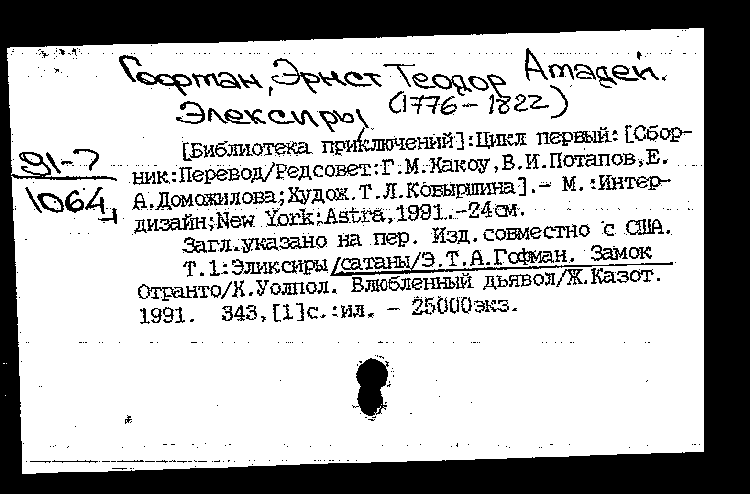 Гофман, Эрнст Теодор Амадей.
Элексиры (1776-1822)
[Библиотека приключений]:Цикл первый:[Сбор-
91-7
ник:Перевод/Редсовет:Г.М.Какоу,В.И.Потапов,Е.
А.Доможилова;Худож.Т.Л.Ковыршина].- М.:Интер-
1064
дизайн;New York:Astra,1991.-24см.
Загл.указано на пер. Изд.совместно с США.
Т.1:Эликсиры/сатаны/Э.Т.А.Гофман. Замок
Отранто/Х.Уолпол. Влюбленный дьявол/Ж.Казот.
1991. 343,[1]с.:ил. - 25000экз.